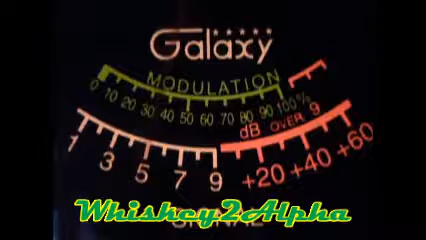 Galaxy
MODULATION
0 10 20 30 40 50 60 70 80 90 100%
dB OVER 9
1 3 5 7 9 +20 +40 +60
SIGNAL
Whiskey2Alpha